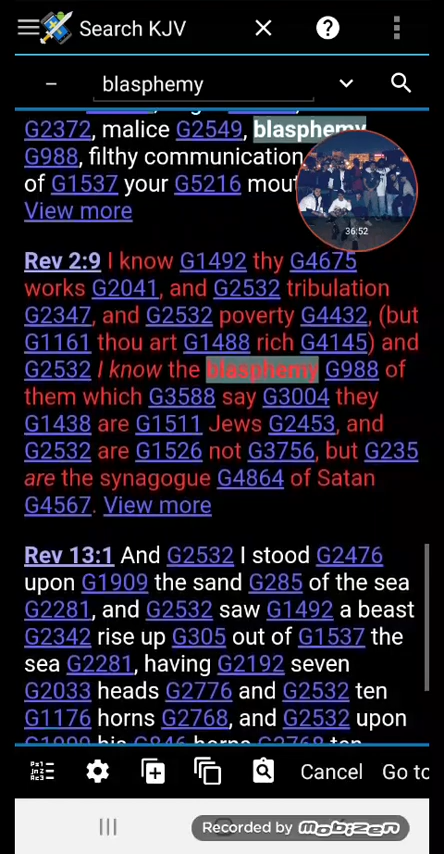 Search KJV
blasphemy
G2372, malice G2549, blasphemy
G988, filthy communication
of G1537 your G5216
View more
36:52
Rev 2:9 I know G1492 thy G4675
works G2041, and G2532 tribulation
G2347, and G2532 poverty G4432, (but
G1161 thou art G1488 rich G4145) and
G2532 I know the blasphemy G988 of
them which G3588 say G3004 they
G1438 are G1511 Jews G2453, and
G2532 are G1526 not G3756, but G235
are the synagogue G4864 of Satan
G4567. View more
Rev 13:1 And G2532 I stood G2476
upon G1909 the sand G285 of the sea
G2281, and G2532 saw G1492 a beast
G2342 rise up G305 out of G1537 the
sea G2281, having G2192 seven
G2033 heads G2776 and G2532 ten
G1176 horns G2768, and G2532 upon
G1909 his G846 horns G2768 ten
Cancel Go to
Recorded by Mobizen